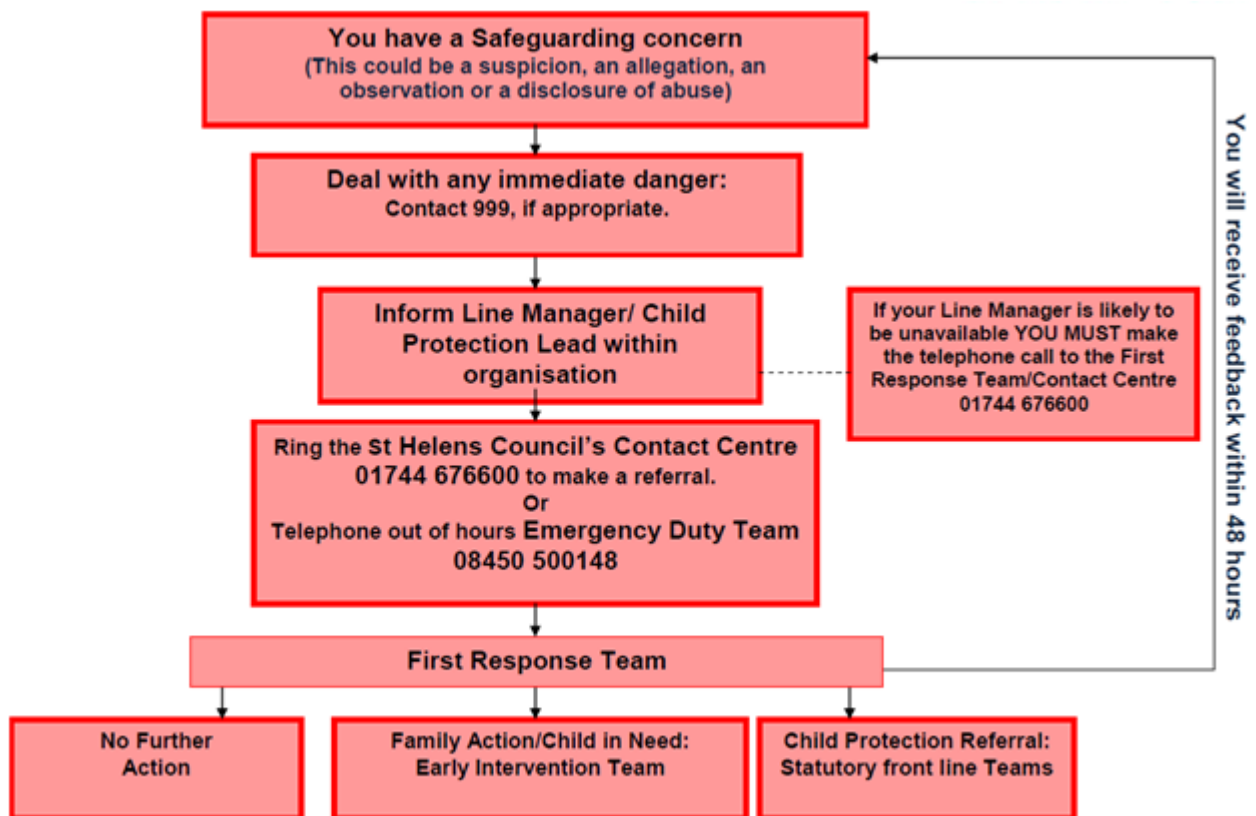 You have a Safeguarding concern
(This could be a suspicion, an allegation, an
observation or a disclosure of abuse)
Deal with any immediate danger:
Contact 999, if appropriate.
Inform Line Manager/ Child
Protection Lead within
organisation
If your Line Manager is likely to
be unavailable YOU MUST make
the telephone call to the First
Response Team/Contact Centre
01744 676600
Ring the St Helens Council's Contact Centre
01744 676600 to make a referral.
Or
Telephone out of hours Emergency Duty Team
08450 500148
First Response Team
No Further
Action
Family Action/Child in Need:
Early Intervention Team
Child Protection Referral:
Statutory front line Teams
You will receive feedback within 48 hours